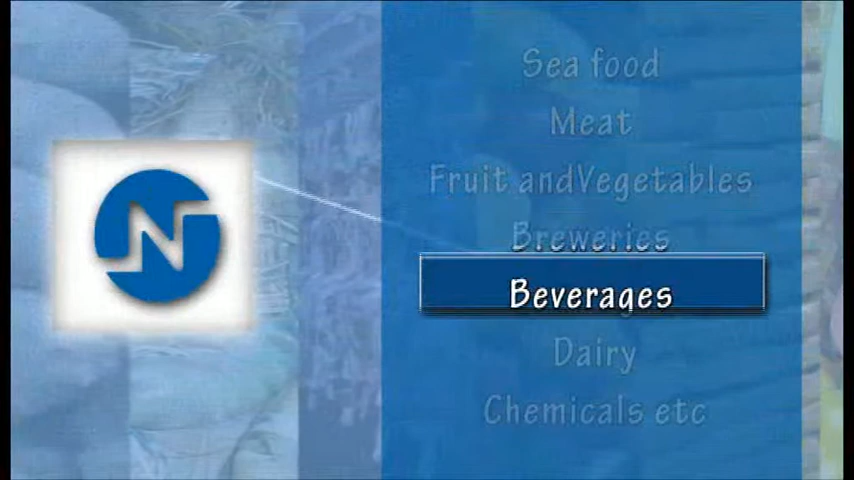 N
Sea food
Meat
Fruit andVegetables
Breweries
Beverages
Dairy
Chemicals etc